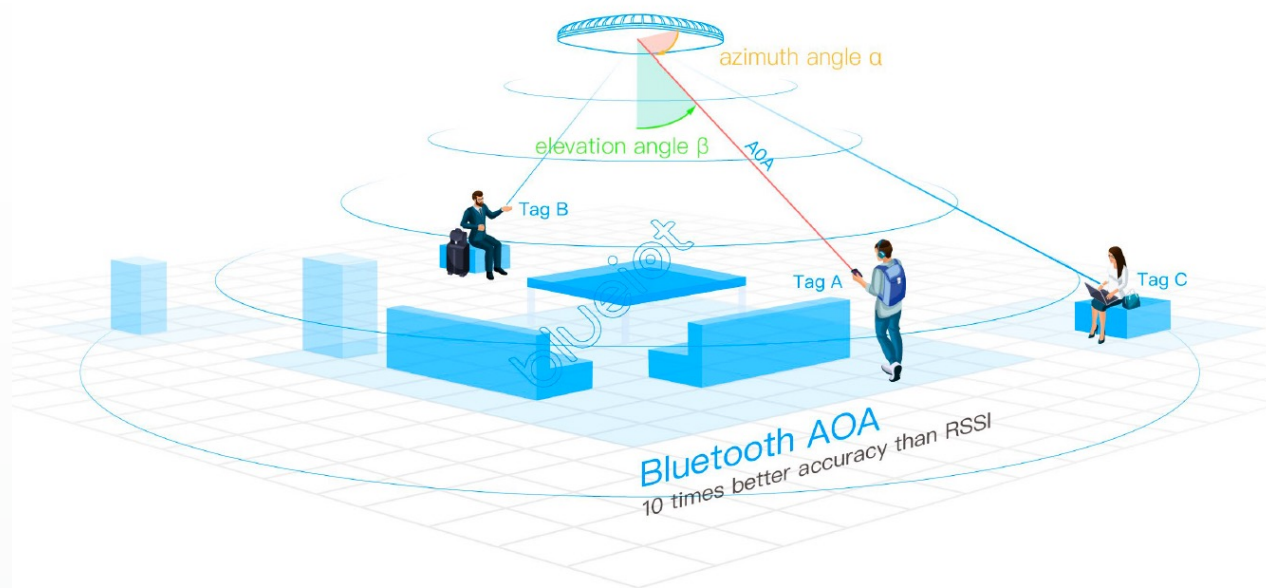 azimuth angle α
elevation angle β
AOA
Tag B
Tag A
Tag C
blueiot
Bluetooth AOA
10 times better accuracy than RSSI